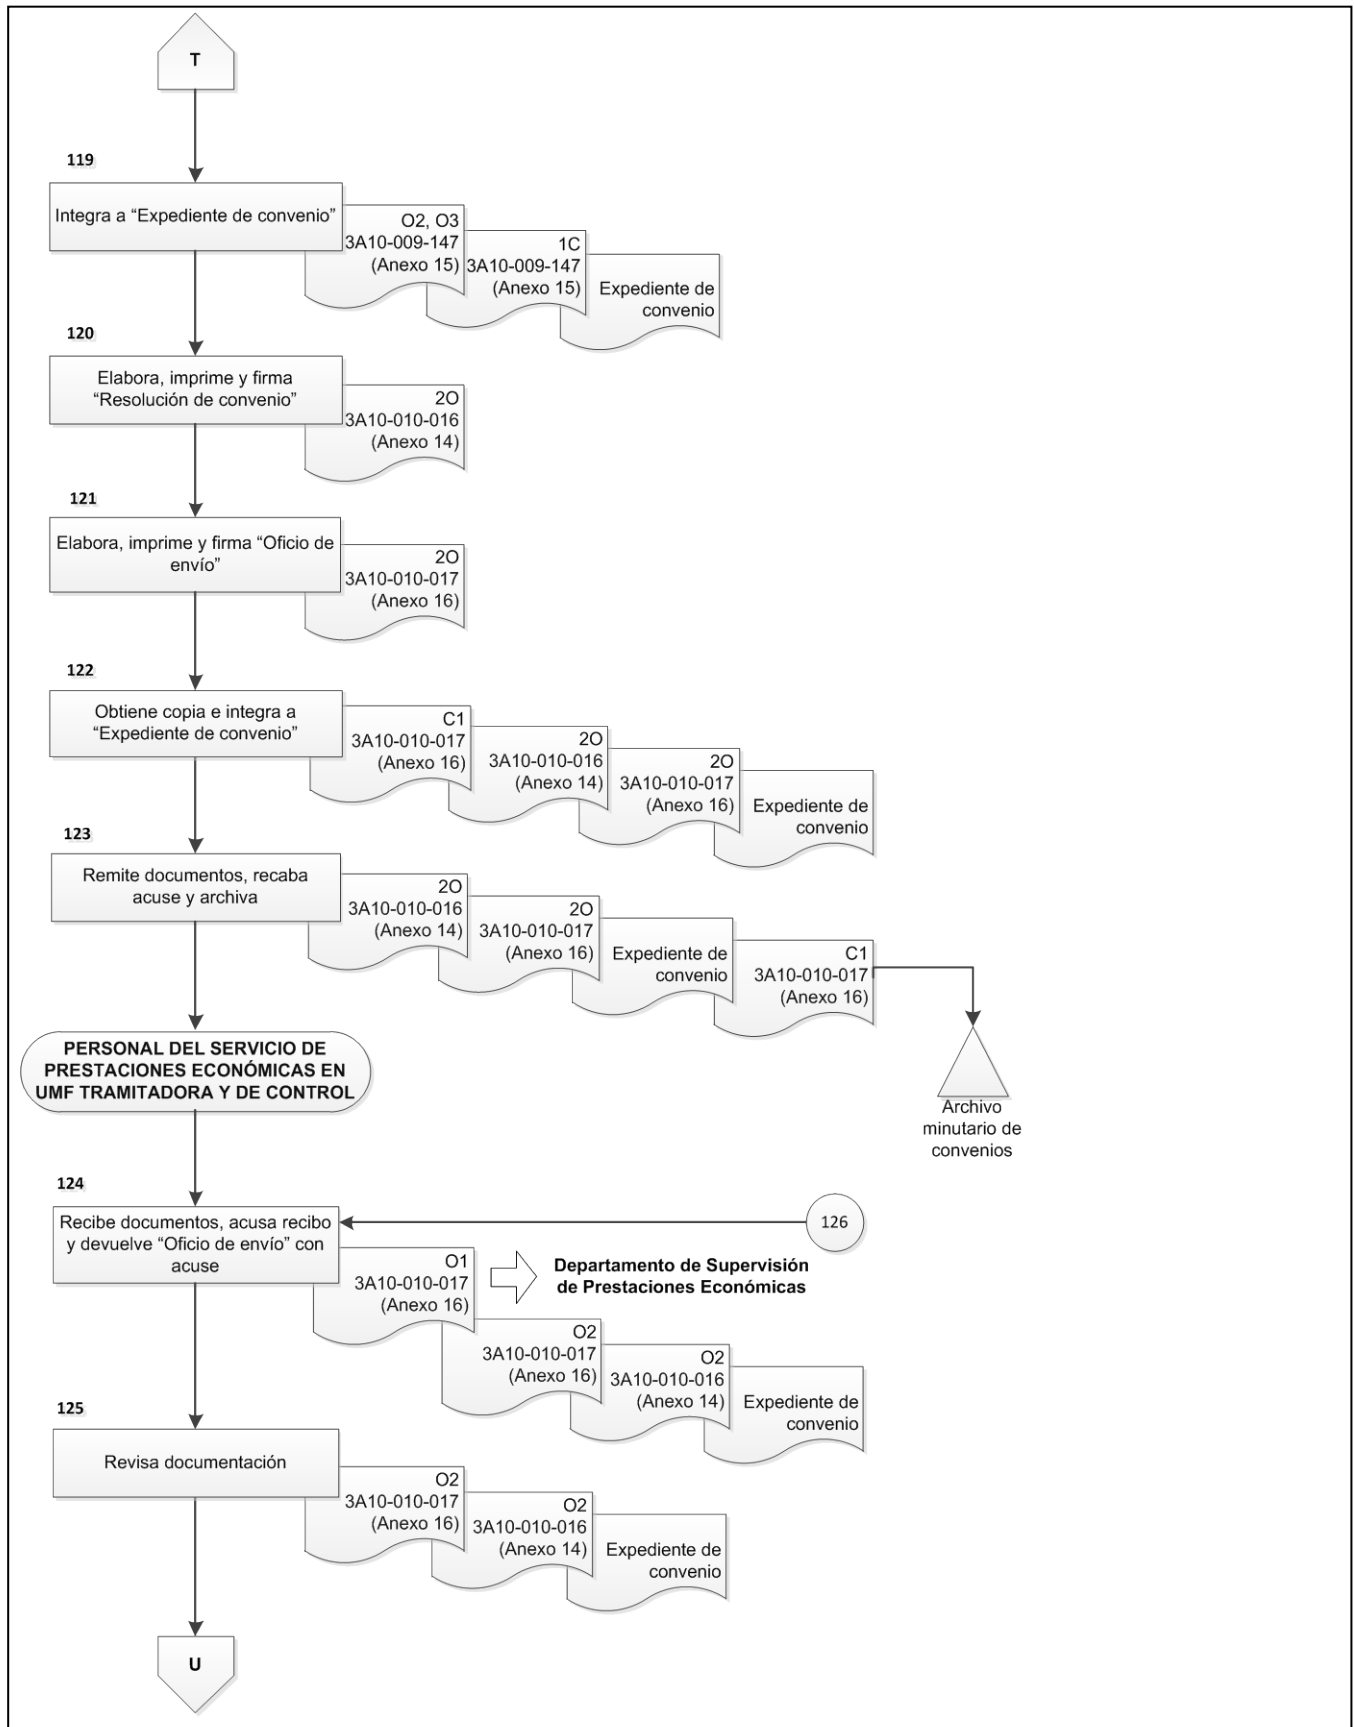 T
119
Integra a “Expediente de convenio”
O2, O3
3A10-009-147
(Anexo 15)
1C
3A10-009-147
(Anexo 15)
Expediente de
convenio
120
Elabora, imprime y firma
“Resolución de convenio”
2O
3A10-010-016
(Anexo 14)
121
Elabora, imprime y firma “Oficio de
envío”
2O
3A10-010-017
(Anexo 16)
122
Obtiene copia e integra a
“Expediente de convenio”
C1
3A10-010-017
(Anexo 16)
2O
3A10-010-016
(Anexo 14)
2O
3A10-010-017
(Anexo 16)
Expediente de
convenio
123
Remite documentos, recaba
acuse y archiva
2O
3A10-010-016
(Anexo 14)
2O
3A10-010-017
(Anexo 16)
Expediente de
convenio
C1
3A10-010-017
(Anexo 16)
Archivo
minutario de
convenios
PERSONAL DEL SERVICIO DE
PRESTACIONES ECONÓMICAS EN
UMF TRAMITADORA Y DE CONTROL
124
Recibe documentos, acusa recibo
y devuelve “Oficio de envío” con
acuse
126
O1
3A10-010-017
(Anexo 16)
Departamento de Supervisión
de Prestaciones Económicas
O2
3A10-010-017
(Anexo 16)
O2
3A10-010-016
(Anexo 14)
Expediente de
convenio
125
Revisa documentación
O2
3A10-010-017
(Anexo 16)
O2
3A10-010-016
(Anexo 14)
Expediente de
convenio
U